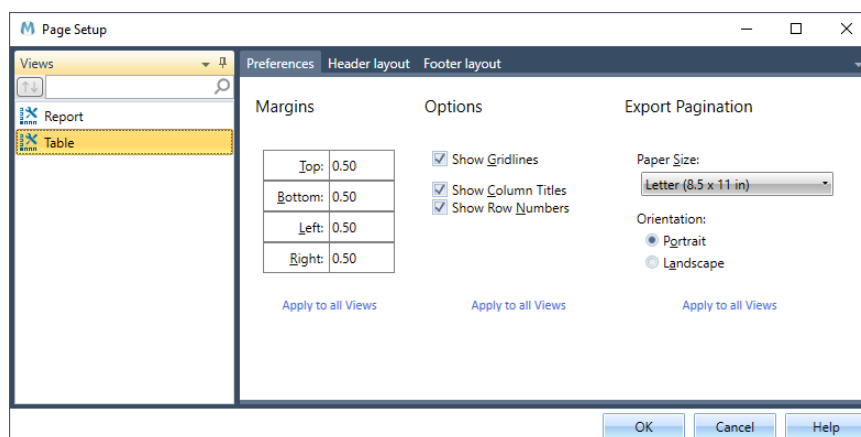 Page Setup
Views
Preferences Header layout Footer layout
Report
Table
Margins
Top: 0.50
Bottom: 0.50
Left: 0.50
Right: 0.50
Apply to all Views
Options
Show Gridlines
Show Column Titles
Show Row Numbers
Apply to all Views
Export Pagination
Paper Size:
Letter (8.5 x 11 in)
Orientation:
Portrait
Landscape
Apply to all Views
OK Cancel Help